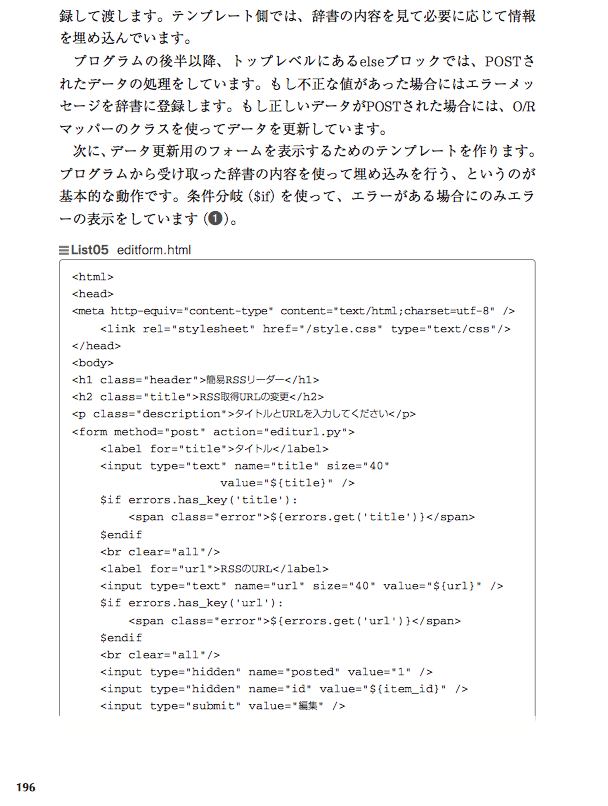 録して渡します。テンプレート側では、辞書の内容を見て必要に応じて情報
を埋め込んでいます。
　プログラムの後半以降、トップレベルにあるelseブロックでは、POSTさ
れたデータの処理をしています。もし不正な値があった場合にはエラーメッ
セージを辞書に登録します。もし正しいデータがPOSTされた場合には、O/R
マッパーのクラスを使ってデータを更新しています。
　次に、データ更新用のフォームを表示するためのテンプレートを作ります。
プログラムから受け取った辞書の内容を使って埋め込みを行う、というのが
基本的な動作です。条件分岐($if)を使って、エラーがある場合にのみエラ
ーの表示をしています(❶)。
List05 editform.html
<html>
<head>
<meta http-equiv="content-type" content="text/html;charset=utf-8" />
    <link rel="stylesheet" href="/style.css" type="text/css"/>
</head>
<body>
<h1 class="header">簡易RSSリーダー</h1>
<h2 class="title">RSS取得URLの変更</h2>
<p class="description">タイトルとURLを入力してください</p>
<form method="post" action="editurl.py">
    <label for="title">タイトル</label>
    <input type="text" name="title" size="40"
                     value="${title}" />
    $if errors.has_key('title'):
        <span class="error">${errors.get('title')}</span>
    $endif
    <br clear="all"/>
    <label for="url">RSSのURL</label>
    <input type="text" name="url" size="40" value="${url}" />
    $if errors.has_key('url'):
        <span class="error">${errors.get('url')}</span>
    $endif
    <br clear="all"/>
    <input type="hidden" name="posted" value="1" />
    <input type="hidden" name="id" value="${item_id}" />
    <input type="submit" value="編集" />
196